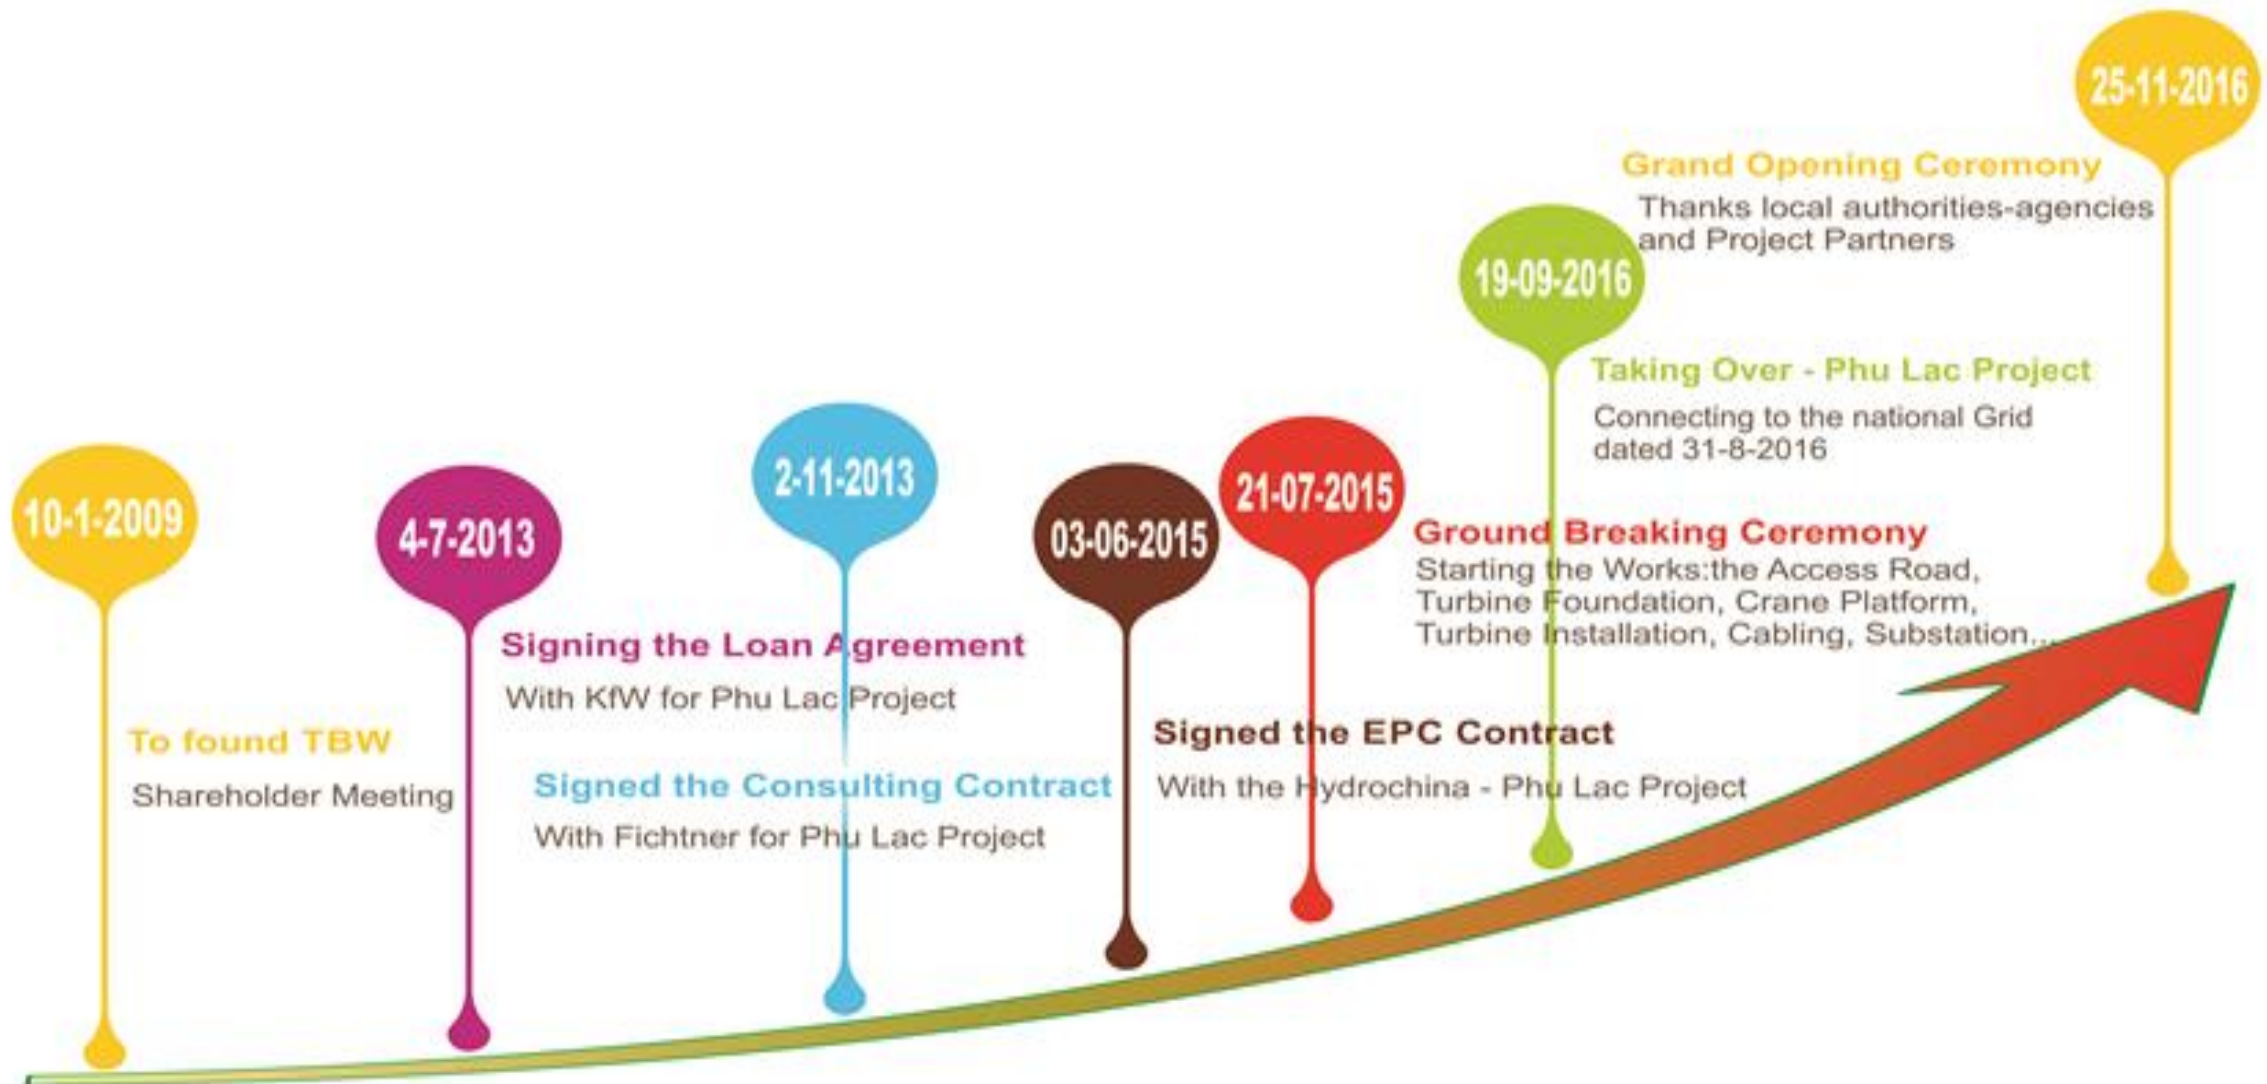 10-1-2009
To found TBW
Shareholder Meeting
4-7-2013
Signing the Loan Agreement
With KfW for Phu Lac Project
2-11-2013
Signed the Consulting Contract
With Fichtner for Phu Lac Project
03-06-2015
Signed the EPC Contract
With the Hydrochina - Phu Lac Project
21-07-2015
Ground Breaking Ceremony
Starting the Works:the Access Road,
Turbine Foundation, Crane Platform,
Turbine Installation, Cabling, Substation...
19-09-2016
Taking Over - Phu Lac Project
Connecting to the national Grid
dated 31-8-2016
25-11-2016
Grand Opening Ceremony
Thanks local authorities-agencies
and Project Partners